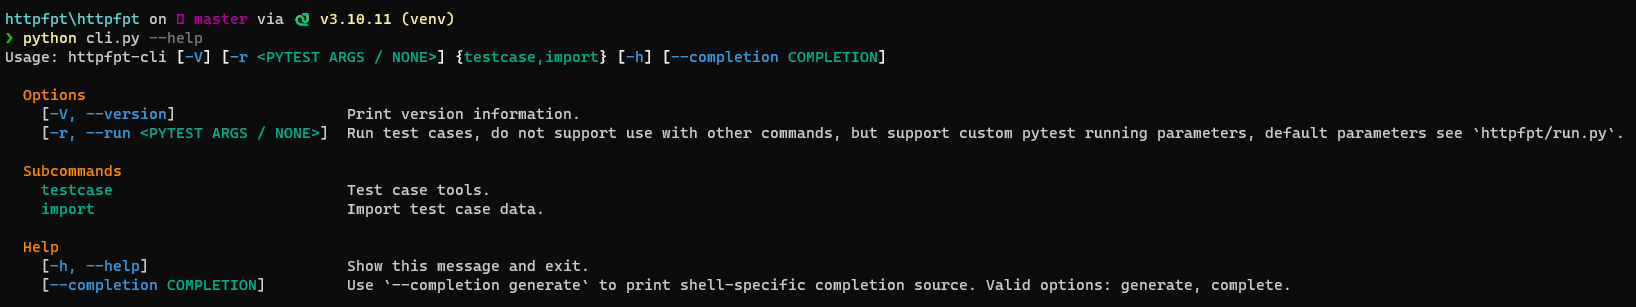 httpfpt\httpfpt on master via v3.10.11 (venv)
❯ python cli.py --help
Usage: httpfpt-cli [-V] [-r <PYTEST ARGS / NONE>] {testcase,import} [-h] [--completion COMPLETION]
Options
[-V, --version] Print version information.
[-r, --run <PYTEST ARGS / NONE>] Run test cases, do not support use with other commands, but support custom pytest running parameters, default parameters see `httpfpt/run.py`.
Subcommands
testcase Test case tools.
import Import test case data.
Help
[-h, --help] Show this message and exit.
[--completion COMPLETION] Use `--completion generate` to print shell-specific completion source. Valid options: generate, complete.